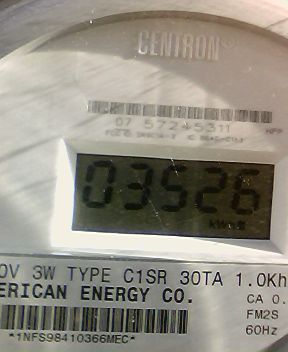 CENTRON®
07 572*5311
03526
kWh
0V 3W TYPE C1SR 30TA 1.0Kh
ERICAN ENERGY CO.
CA 0.
FM2S
60Hz
*1NFS98410366MEC*